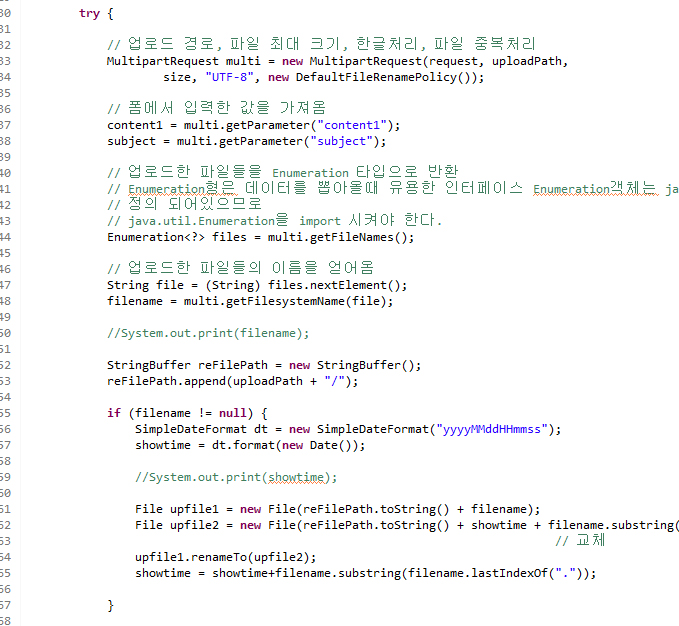 30 try {
31
32 // 업로드 경로, 파일 최대 크기, 한글처리, 파일 중복처리
33 MultipartRequest multi = new MultipartRequest(request, uploadPath,
34 size, "UTF-8", new DefaultFileRenamePolicy());
35
36 // 폼에서 입력한 값을 가져옴
37 content1 = multi.getParameter("content1");
38 subject = multi.getParameter("subject");
39
40 // 업로드한 파일들을 Enumeration 타입으로 반환
41 // Enumeration형은 데이터를 뽑아올때 유용한 인터페이스 Enumeration객체는 ja
42 // 정의 되어있으므로
43 // java.util.Enumeration을 import 시켜야 한다.
44 Enumeration<?> files = multi.getFileNames();
45
46 // 업로드한 파일들의 이름을 얻어옴
47 String file = (String) files.nextElement();
48 filename = multi.getFilesystemName(file);
49
50 //System.out.print(filename);
51
52 StringBuffer reFilePath = new StringBuffer();
53 reFilePath.append(uploadPath + "/");
54
55 if (filename != null) {
56 SimpleDateFormat dt = new SimpleDateFormat("yyyyMMddHHmmss");
57 showtime = dt.format(new Date());
58
59 //System.out.print(showtime);
60
61 File upfile1 = new File(reFilePath.toString() + filename);
62 File upfile2 = new File(reFilePath.toString() + showtime + filename.substring(
63 // 교체
64 upfile1.renameTo(upfile2);
65 showtime = showtime+filename.substring(filename.lastIndexOf("."));
66
67 }
68